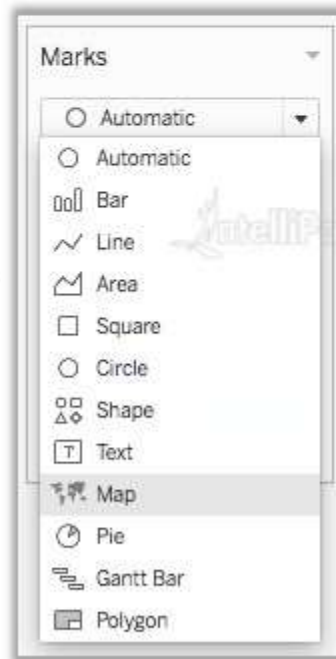 Marks
Automatic
Automatic
Bar
Line
Area
Square
Circle
Shape
T Text
Map
Pie
Gantt Bar
Polygon